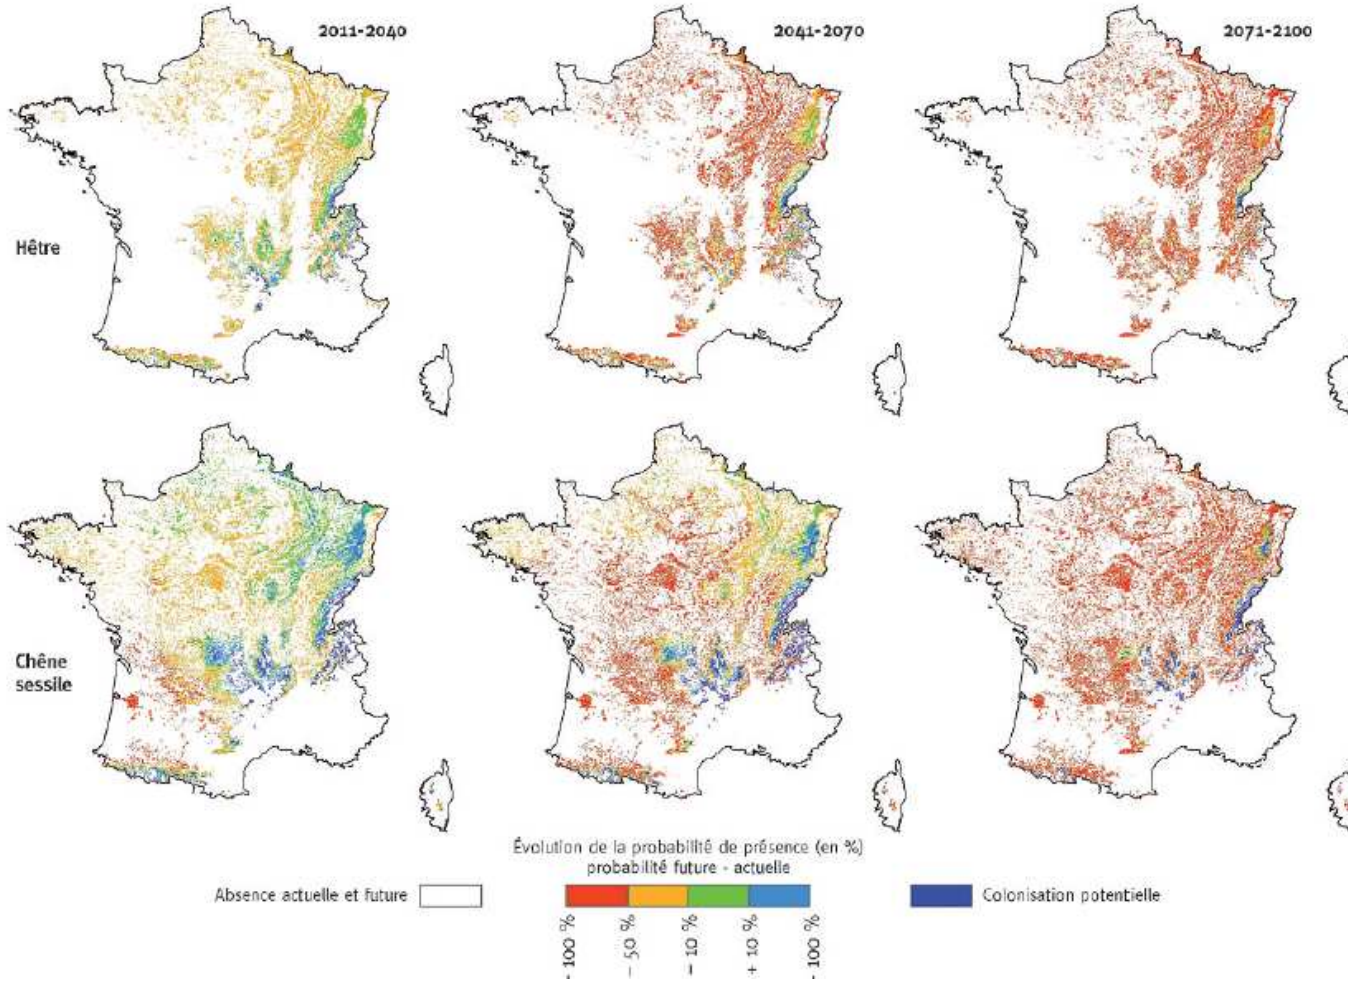 2011-2040
2041-2070
2071-2100
Hêtre
Chêne
sessile
Évolution de la probabilité de présence (en %)
probabilité future - actuelle
Absence actuelle et future
Colonisation potentielle
- 100 %
- 50 %
- 10 %
+ 10 %
- 100 %